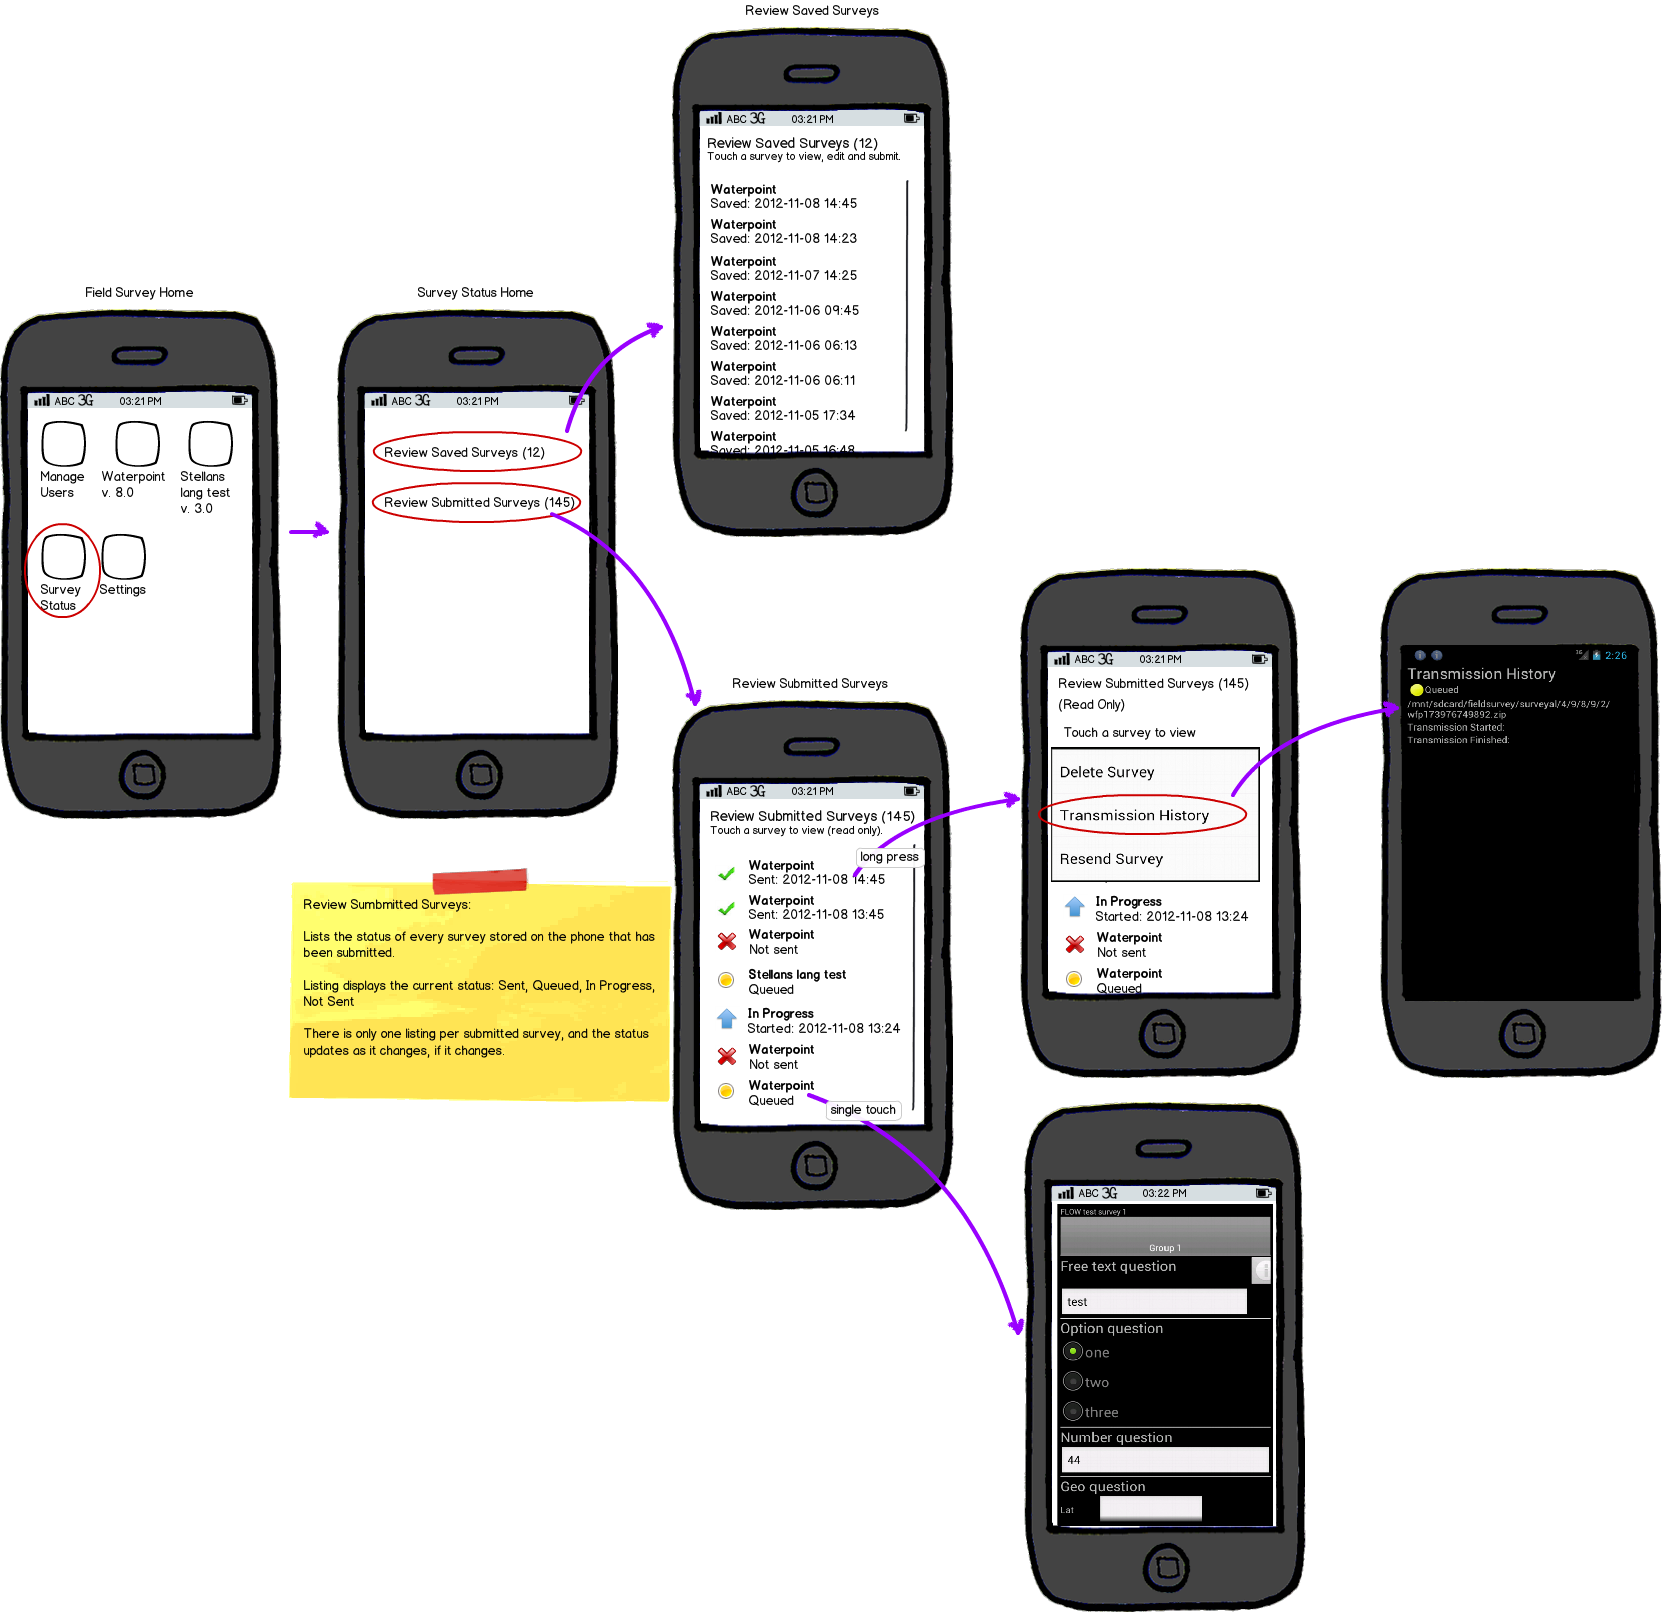 Review Saved Surveys
ABC 3G 03:21 PM
Review Saved Surveys (12)
Touch a survey to view, edit and submit.
Waterpoint
Saved: 2012-11-08 14:45
Waterpoint
Saved: 2012-11-08 14:23
Waterpoint
Saved: 2012-11-07 14:25
Waterpoint
Saved: 2012-11-06 09:45
Waterpoint
Saved: 2012-11-06 06:13
Waterpoint
Saved: 2012-11-06 06:11
Waterpoint
Saved: 2012-11-05 17:34
Waterpoint
Saved: 2012-11-05 16:48
Field Survey Home
ABC 3G 03:21 PM
Manage
Users
Waterpoint
v. 8.0
Stellans
lang test
v. 3.0
Survey
Status
Settings
Survey Status Home
ABC 3G 03:21 PM
Review Saved Surveys (12)
Review Submitted Surveys (145)
Review Submitted Surveys
ABC 3G 03:21 PM
Review Submitted Surveys (145)
Touch a survey to view (read only).
long press
Waterpoint
Sent: 2012-11-08 14:45
Waterpoint
Sent: 2012-11-08 13:45
Waterpoint
Not sent
Stellans lang test
Queued
In Progress
Started: 2012-11-08 13:24
Waterpoint
Not sent
Waterpoint
Queued
single touch
Review Sumbmitted Surveys:
Lists the status of every survey stored on the phone that has
been submitted.
Listing displays the current status: Sent, Queued, In Progress,
Not Sent
There is only one listing per submitted survey, and the status
updates as it changes, if it changes.
ABC 3G 03:21 PM
Review Submitted Surveys (145)
(Read Only)
Touch a survey to view
Delete Survey
Transmission History
Resend Survey
In Progress
Started: 2012-11-08 13:24
Waterpoint
Not sent
Waterpoint
Queued
3G 2:26
Transmission History
Queued
/mnt/sdcard/fieldsurvey/surveyal/4/9/8/9/2/
wfp173976749892.zip
Transmission Started:
Transmission Finished:
ABC 3G 03:22 PM
FLOW test survey 1
Group 1
Free text question
test
Option question
one
two
three
Number question
44
Geo question
Lat